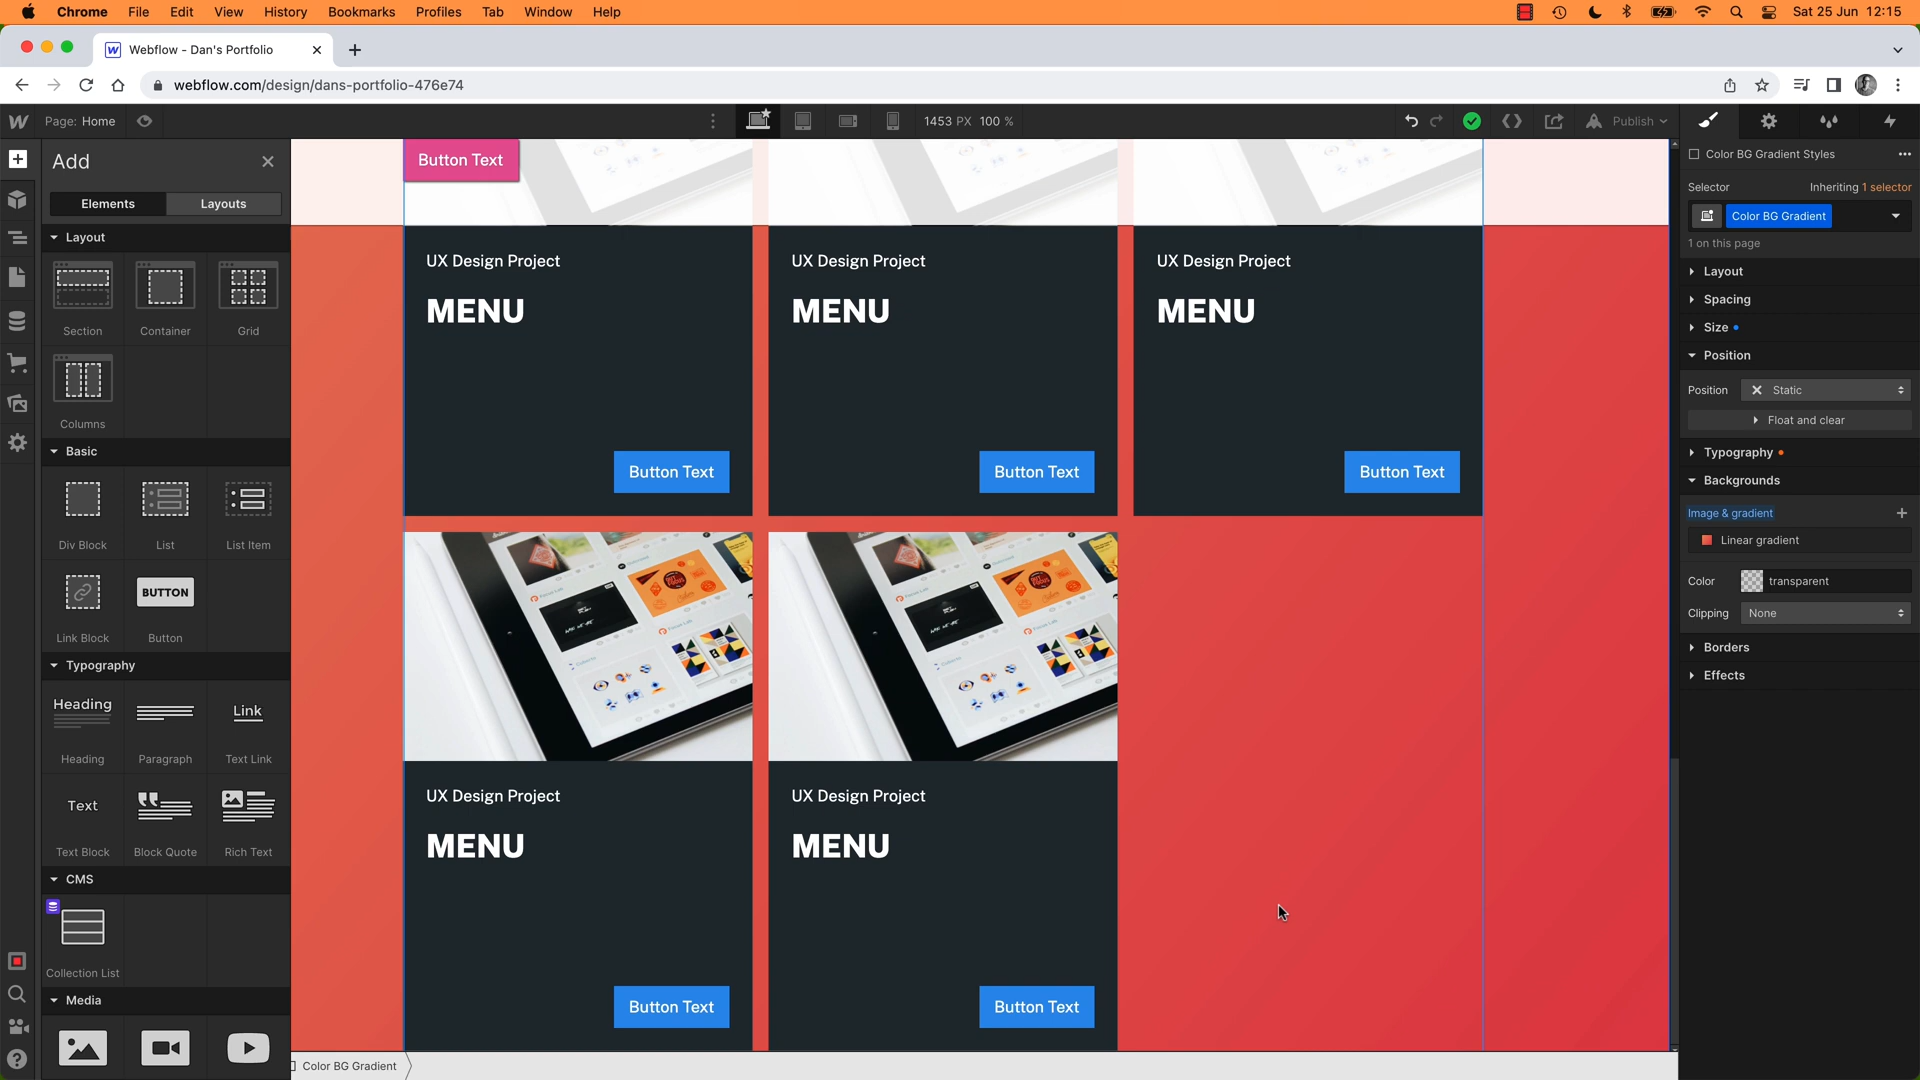 Chrome File Edit View History Bookmarks Profiles Tab Window Help Sat 25 Jun 12:15
Webflow - Dan's Portfolio
webflow.com/design/dans-portfolio-476e74
Page: Home 1453 PX 100 % Publish
Add
Elements Layouts
Layout
Section Container Grid
Columns
Basic
Div Block List List Item
BUTTON
Link Block Button
Typography
Heading Link
Heading Paragraph Text Link
Text
Text Block Block Quote Rich Text
CMS
Collection List
Media
Button Text
UX Design Project UX Design Project UX Design Project
MENU MENU MENU
Button Text Button Text Button Text
UX Design Project UX Design Project
MENU MENU
Button Text Button Text
Color BG Gradient
Color BG Gradient Styles
Selector Inheriting 1 selector
Color BG Gradient
1 on this page
Layout
Spacing
Size
Position
Position Static
Float and clear
Typography
Backgrounds
Image & gradient
Linear gradient
Color transparent
Clipping None
Borders
Effects